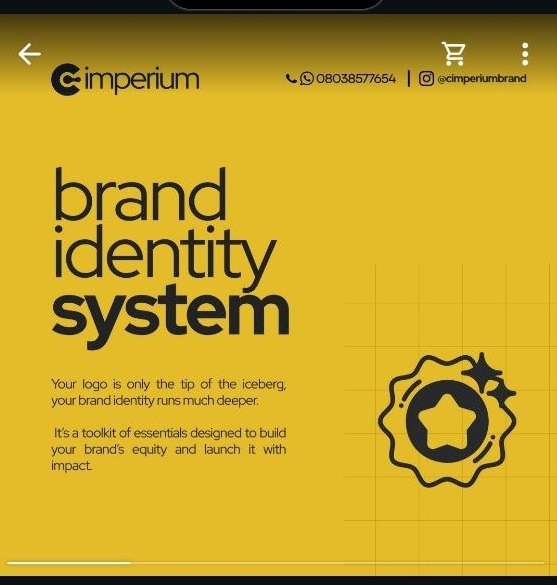 cimperium
08038577654 | @cimperiumbrand
brand
identity
system
Your logo is only the tip of the iceberg,
your brand identity runs much deeper.
It's a toolkit of essentials designed to build
your brand's equity and launch it with
impact.